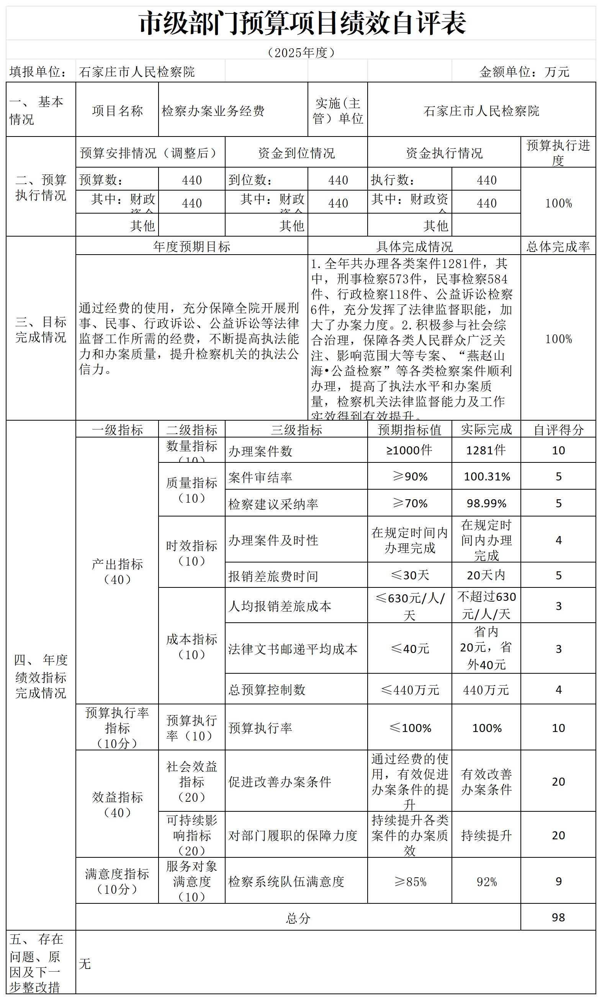 市级部门预算项目绩效自评表
（2025年度）
填报单位： 石家庄市人民检察院 金额单位：万元
一、 基本
情况
项目名称
检察办案业务经费
实施(主
管）单位
石家庄市人民检察院
二、预算
执行情况
预算安排情况（调整后）
资金到位情况
资金执行情况
预算执行进
度
预算数： 440 到位数： 440 执行数： 440
100%
其中：财政
资金
440
其中：财政
资金
440
其中：财政资
金
440
其他 其他 其他
三、目标
完成情况
年度预期目标 具体完成情况 总体完成率
通过经费的使用，充分保障全院开展刑
事、民事、行政诉讼、公益诉讼等法律
监督工作所需的经费，不断提高执法能
力和办案质量，提升检察机关的执法公
信力。
1.全年共办理各类案件1281件，其
中，刑事检察573件，民事检察584
件、行政检察118件、公益诉讼检察
6件，充分发挥了法律监督职能，加
大了办案力度。2.积极参与社会综
合治理，保障各类人民群众广泛关
注、影响范围大等专案、“燕赵山
海•公益检察”等各类检察案件顺利
办理，提高了执法水平和办案质
量，检察机关法律监督能力及工作
实效得到有效提升。
100%
四、 年度
绩效指标
完成情况
一级指标 二级指标 三级指标 预期指标值 实际完成 自评得分
产出指标
（40）
数量指标
（10）
办理案件数 ≥1000件 1281件 10
质量指标
（10）
案件审结率 ≥90% 100.31% 5
检察建议采纳率 ≥70% 98.99% 5
时效指标
（10）
办理案件及时性
在规定时间内
办理完成
在规定时
间内办理
完成
4
报销差旅费时间 ≤30天 20天内 5
成本指标
（10）
人均报销差旅成本
≤630元/人/
天
不超过630
元/人/天
3
法律文书邮递平均成本
≤40元
省内
20元，省
外40元
3
总预算控制数 ≤440万元 440万元 4
预算执行率
指标
（10分）
预算执行
率（10）
预算执行率 ≤100% 100% 10
效益指标
（40）
社会效益
指标
（20）
促进改善办案条件
通过经费的使
用，有效促进
办案条件的提
升
有效改善
办案条件
20
可持续影
响指标
（20）
对部门履职的保障力度
持续提升各类
案件的办案质
效
持续提升
20
满意度指标
（10分）
服务对象
满意度
（10）
检察系统队伍满意度 ≥85% 92% 9
总分 98
五、 存在
问题、原
因及下一
步整改措
无